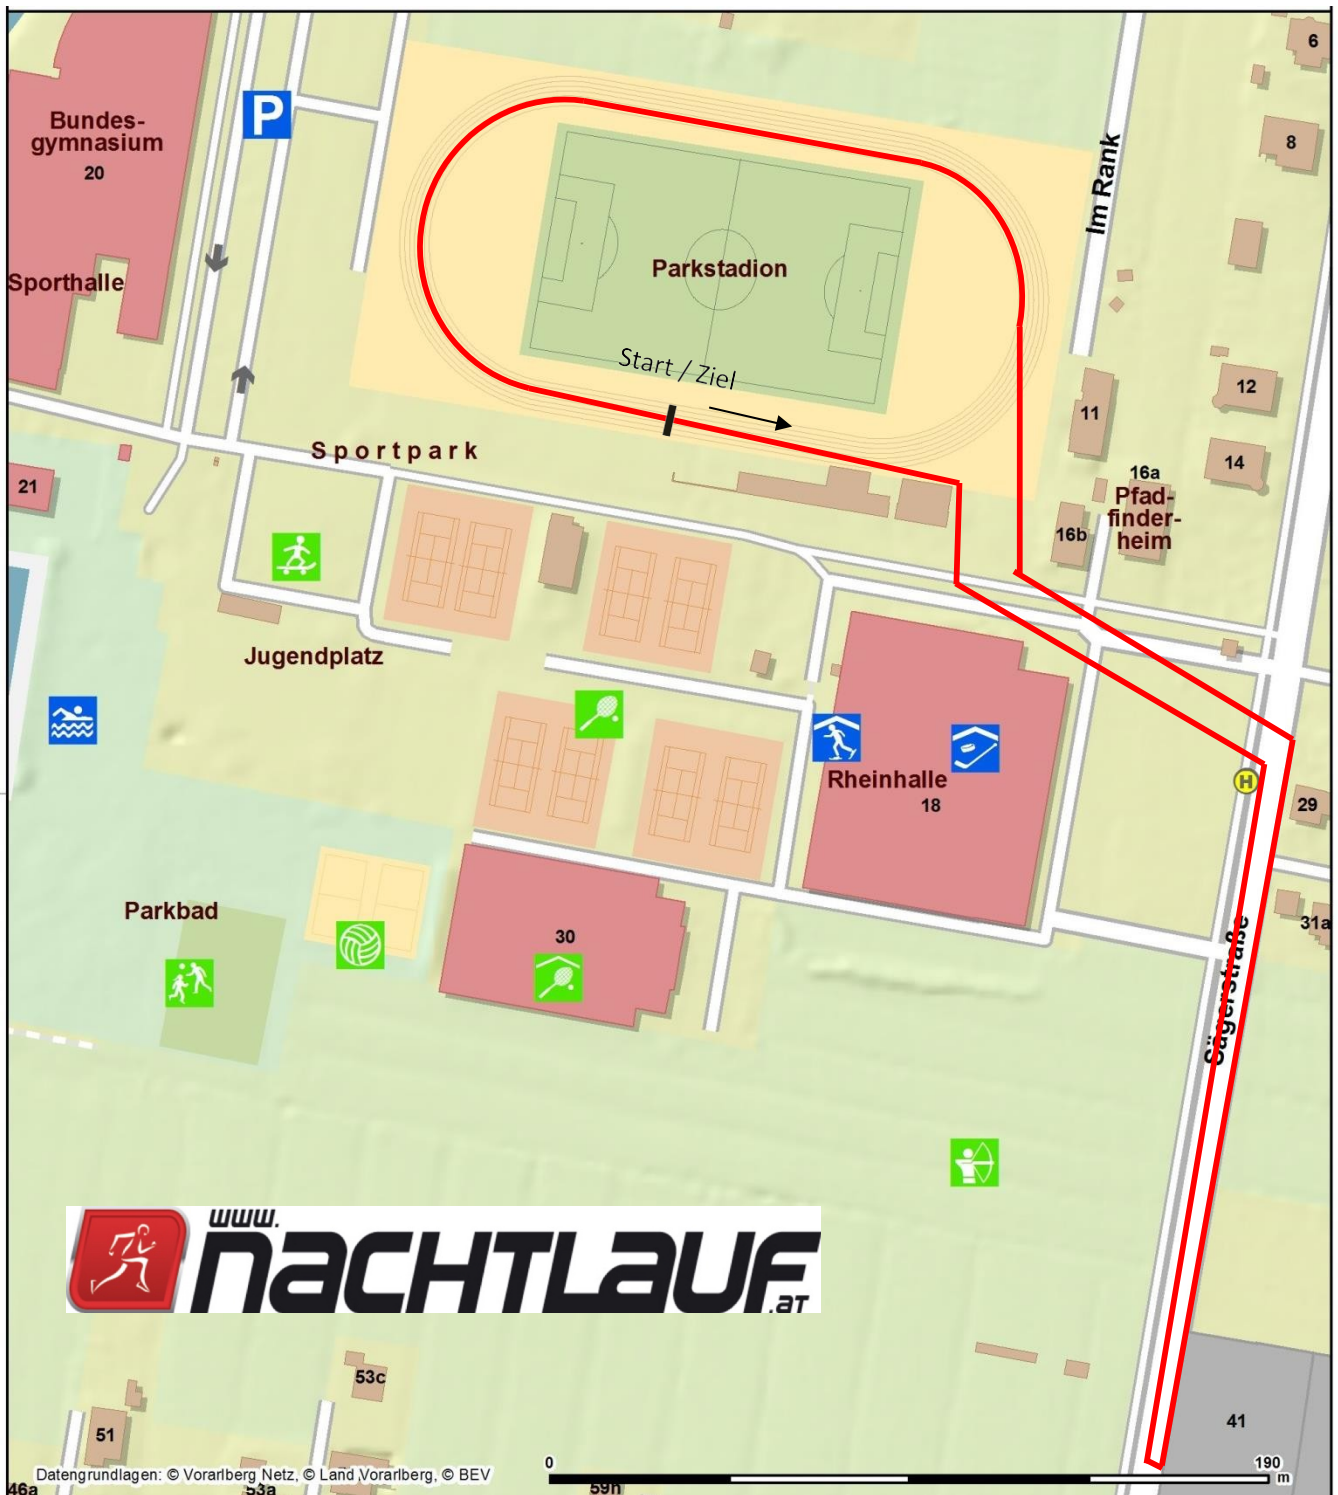 6
Bundes-
gymnasium
20
P
8
Im Rank
Sporthalle
Parkstadion
Start / Ziel
12
11
Sportpark
14
16a
21
Pfad-
finder-
heim
16b
Jugendplatz
Rheinhalle
18
H
29
Parkbad
30
31a
Sägerstraße
www.
NACHTLAUF
.AT
53c
41
51
0
190
m
Datengrundlagen: © Vorarlberg Netz, © Land Vorarlberg, © BEV
46a
53a
59h